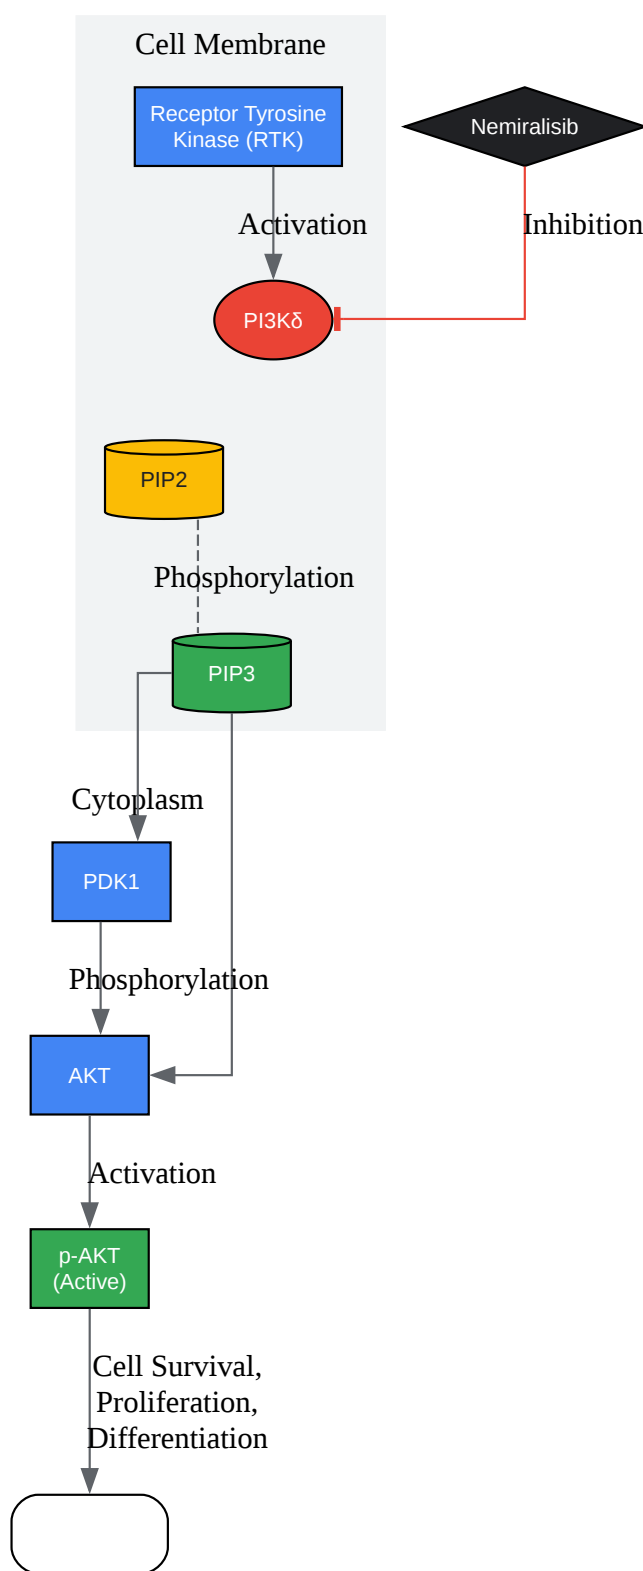 Cell Membrane
Receptor Tyrosine
Kinase (RTK)
Nemiralisib
Activation
Inhibition
PI3Kδ
PIP2
Phosphorylation
PIP3
Cytoplasm
PDK1
Phosphorylation
AKT
Activation
p-AKT
(Active)
Cell Survival,
Proliferation,
Differentiation